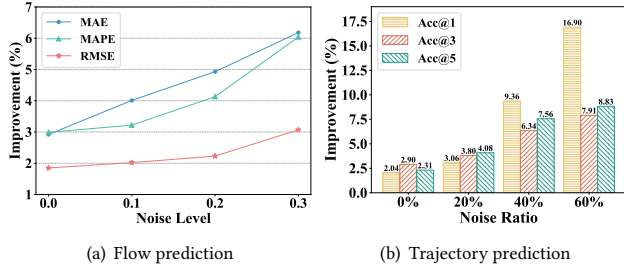 MAE
MAPE
RMSE
Improvement (%)
7
6
5
4
3
2
1
0.0 0.1 0.2 0.3
Noise Level
(a) Flow prediction
Acc@1
Acc@3
Acc@5
Improvement (%)
17.5
15.0
12.5
10.0
7.5
5.0
2.5
0.0
2.04 2.90 2.31
3.06 3.80 4.08
9.36 6.34 7.56
16.90 7.91 8.83
0% 20% 40% 60%
Noise Ratio
(b) Trajectory prediction